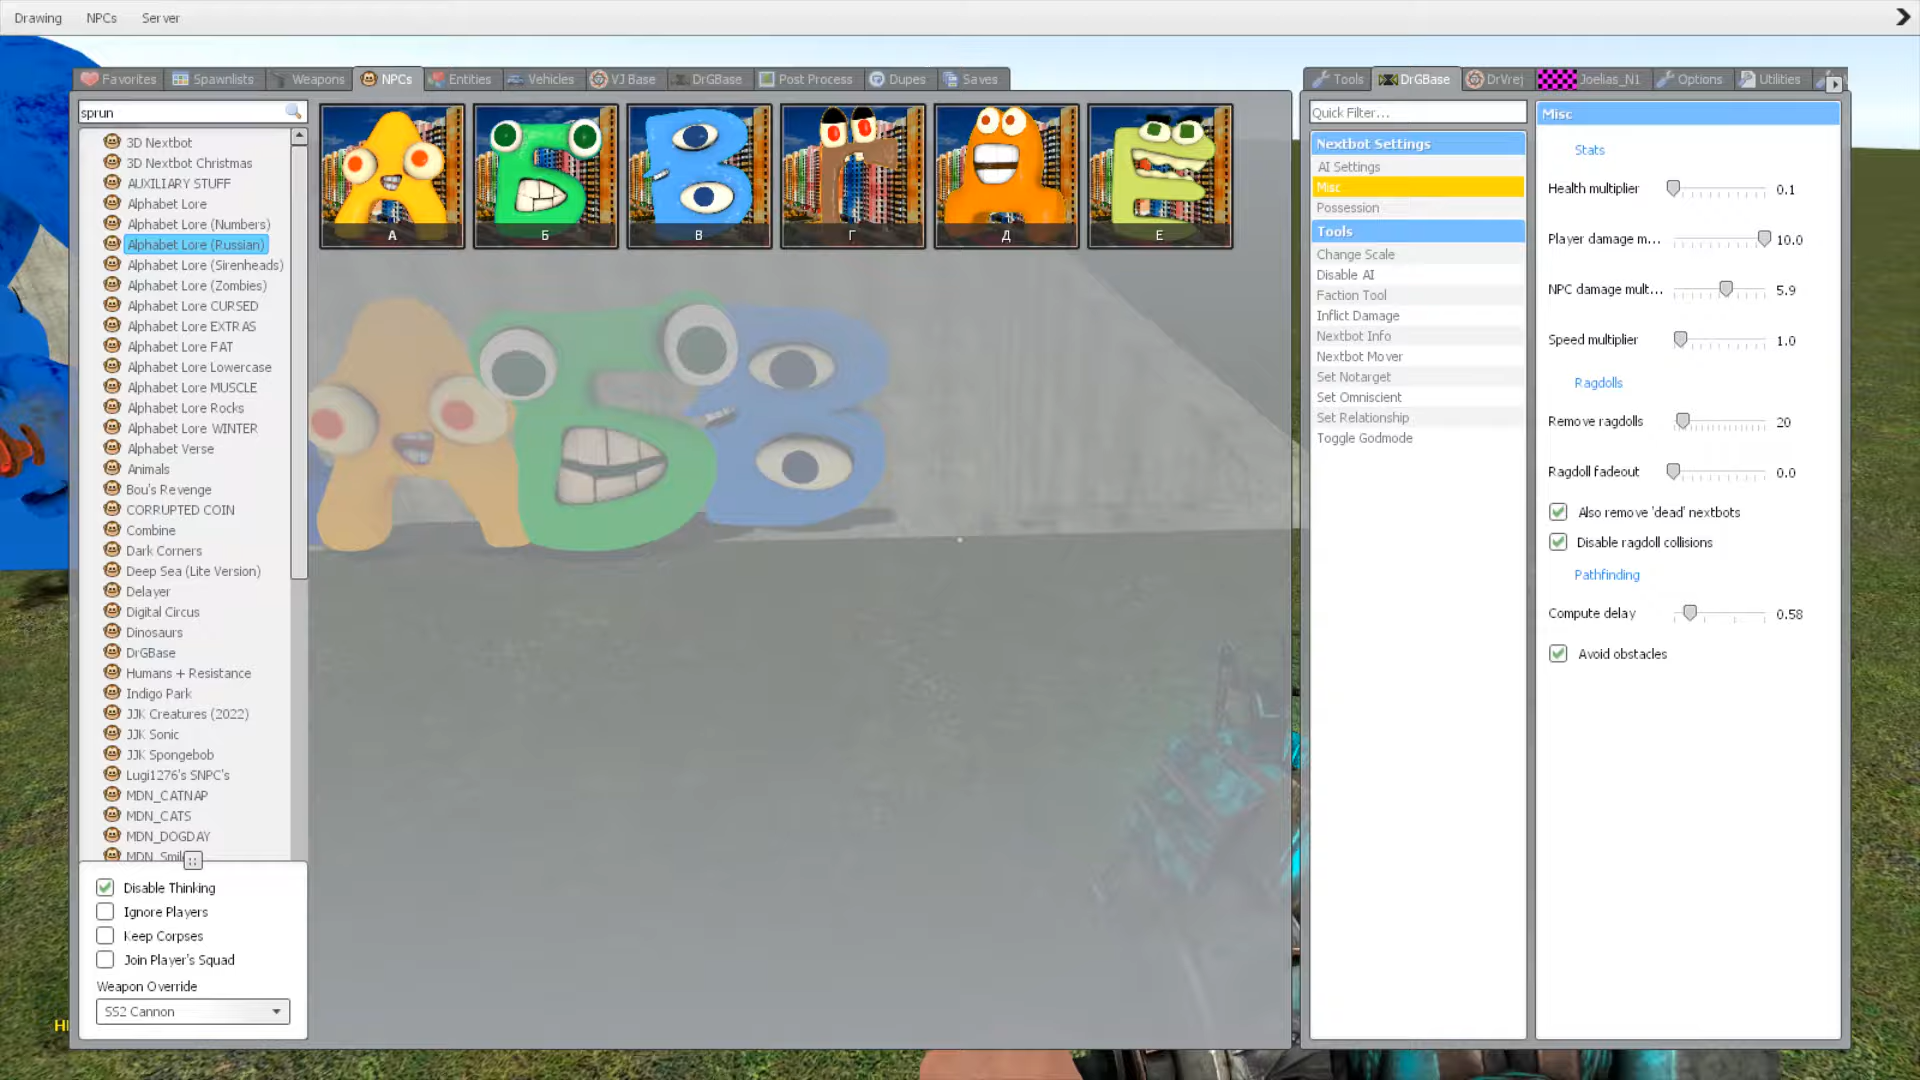 Drawing NPCs Server
Favorites Spawnlists Weapons NPCs Entities Vehicles VJ Base DrGBase Post Process Dupes Saves
sprun
3D Nextbot
3D Nextbot Christmas
AUXILIARY STUFF
Alphabet Lore
Alphabet Lore (Numbers)
Alphabet Lore (Russian)
Alphabet Lore (Sirenheads)
Alphabet Lore (Zombies)
Alphabet Lore CURSED
Alphabet Lore EXTRAS
Alphabet Lore FAT
Alphabet Lore Lowercase
Alphabet Lore MUSCLE
Alphabet Lore Rocks
Alphabet Lore WINTER
Alphabet Verse
Animals
Bou's Revenge
CORRUPTED COIN
Combine
Dark Corners
Deep Sea (Lite Version)
Delayer
Digital Circus
Dinosaurs
DrGBase
Humans + Resistance
Indigo Park
JJK Creatures (2022)
JJK Sonic
JJK Spongebob
Lugi1276's SNPC's
MDN_CATNAP
MDN_CATS
MDN_DOGDAY
Disable Thinking
Ignore Players
Keep Corpses
Join Player's Squad
Weapon Override
SS2 Cannon
А Б В Г Д Е
Tools DrGBase DrVrej Joelias_N1 Options Utilities
Quick Filter...
Nextbot Settings
AI Settings
Misc
Possession
Tools
Change Scale
Disable AI
Faction Tool
Inflict Damage
Nextbot Info
Nextbot Mover
Set Notarget
Set Omniscient
Set Relationship
Toggle Godmode
Misc
Stats
Health multiplier 0.1
Player damage m... 10.0
NPC damage mult... 5.9
Speed multiplier 1.0
Ragdolls
Remove ragdolls 20
Ragdoll fadeout 0.0
Also remove 'dead' nextbots
Disable ragdoll collisions
Pathfinding
Compute delay 0.58
Avoid obstacles